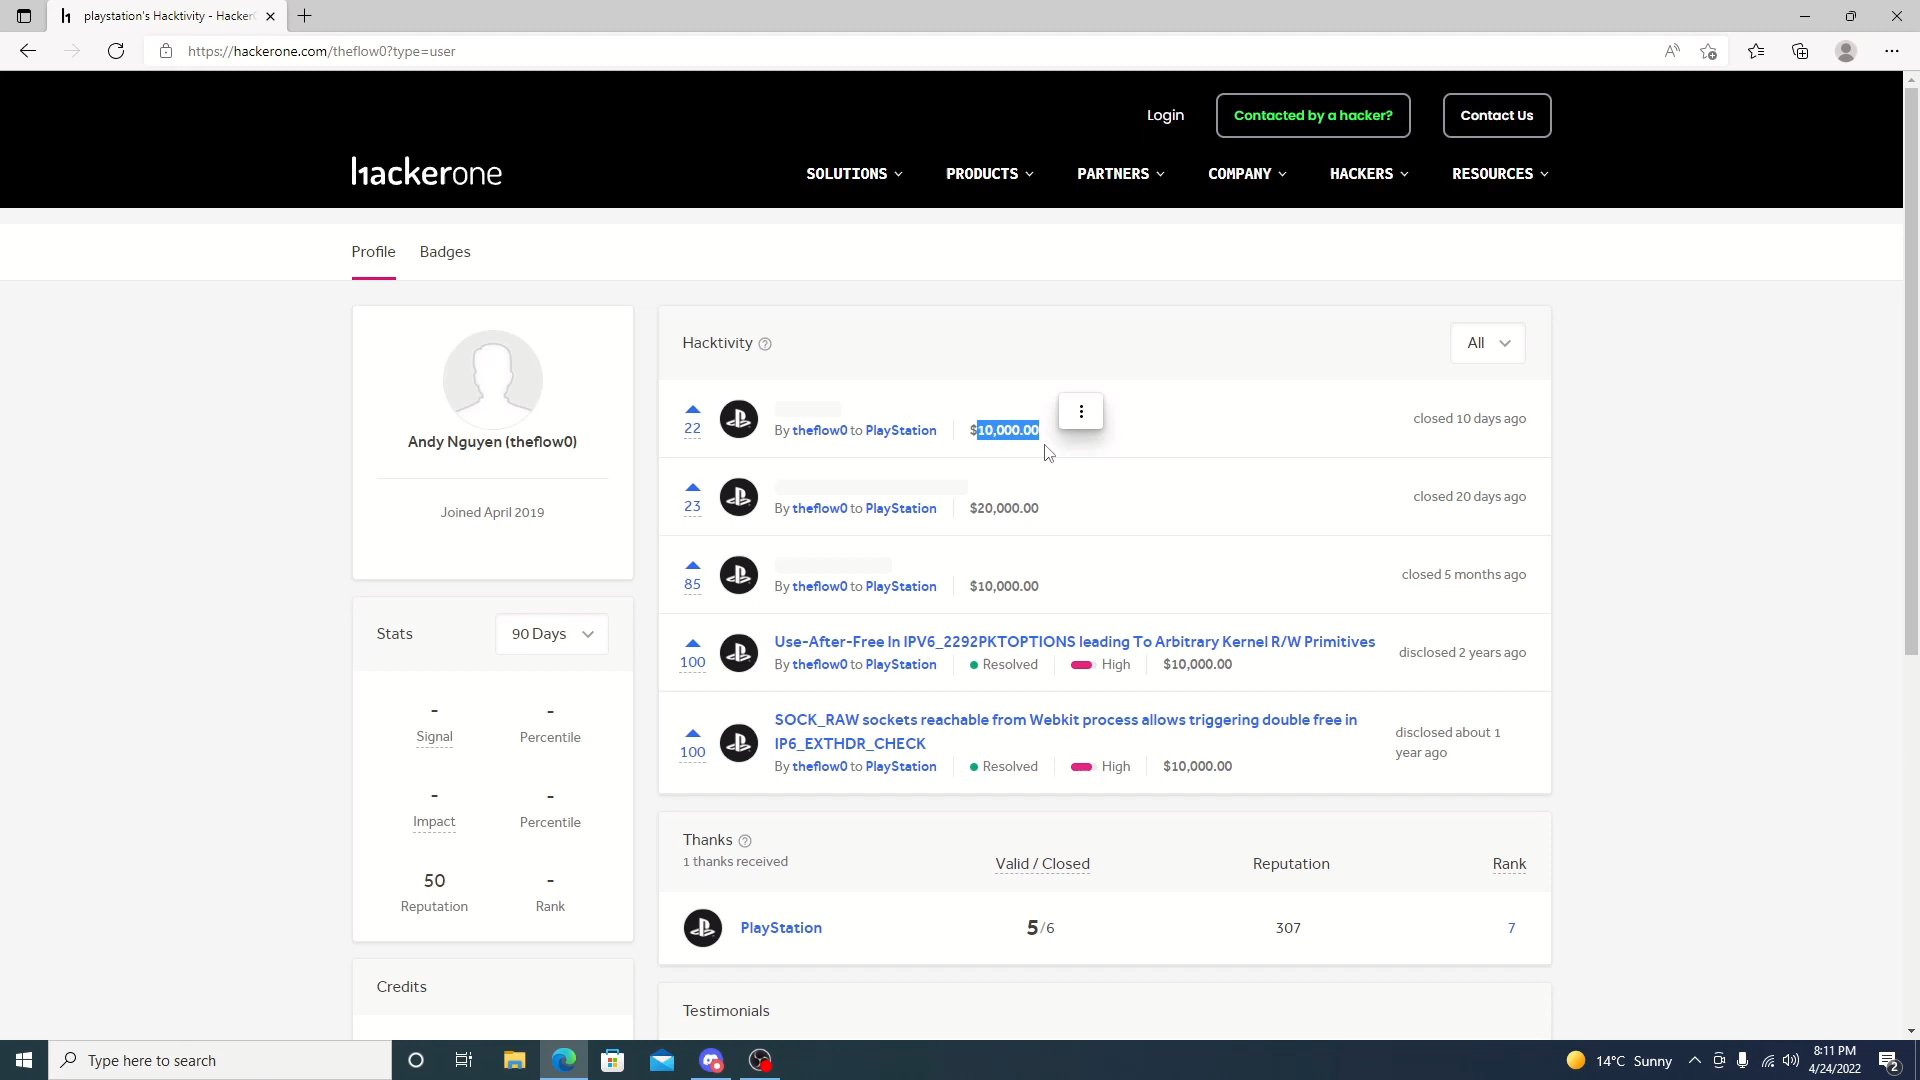 playstation's Hacktivity - Hacker
https://hackerone.com/theflow0?type=user
Login
Contacted by a hacker?
Contact Us
hackerone
SOLUTIONS
PRODUCTS
PARTNERS
COMPANY
HACKERS
RESOURCES
Profile
Badges
Andy Nguyen (theflow0)
Joined April 2019
Stats
90 Days
-
Signal
-
Percentile
-
Impact
-
Percentile
50
Reputation
-
Rank
Credits
Hacktivity
All
22
By theflow0 to PlayStation
$10,000.00
closed 10 days ago
23
By theflow0 to PlayStation
$20,000.00
closed 20 days ago
85
By theflow0 to PlayStation
$10,000.00
closed 5 months ago
100
Use-After-Free In IPV6_2292PKTOPTIONS leading To Arbitrary Kernel R/W Primitives
By theflow0 to PlayStation
Resolved
High
$10,000.00
disclosed 2 years ago
100
SOCK_RAW sockets reachable from Webkit process allows triggering double free in
IP6_EXTHDR_CHECK
By theflow0 to PlayStation
Resolved
High
$10,000.00
disclosed about 1
year ago
Thanks
1 thanks received
Valid / Closed
Reputation
Rank
PlayStation
5/6
307
7
Testimonials
Type here to search
14°C Sunny
8:11 PM
4/24/2022
2